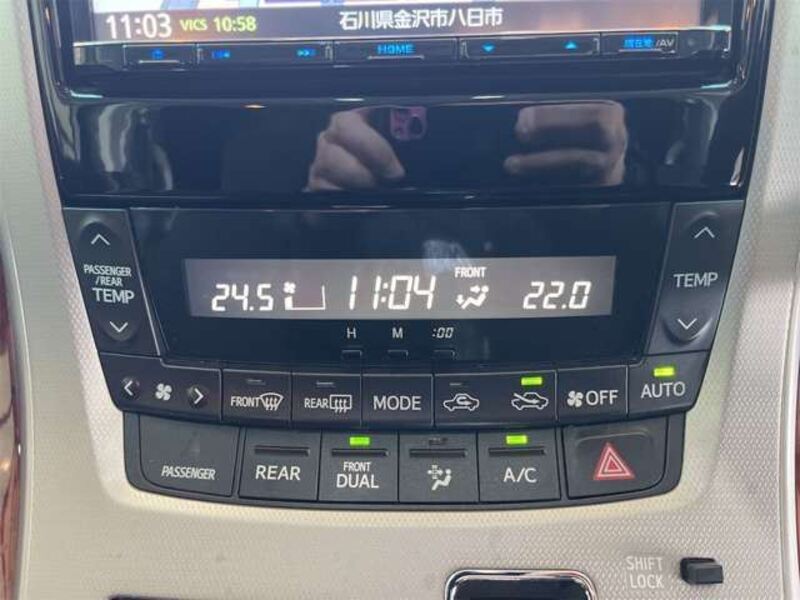 11:03 VICS 10:58 石川県金沢市八日市
HOME 現在地/AV
PASSENGER
/REAR
TEMP
24.5 11:04 FRONT 22.0
TEMP
H M :00
FRONT REAR MODE OFF AUTO
PASSENGER REAR FRONT
DUAL A/C
SHIFT
LOCK